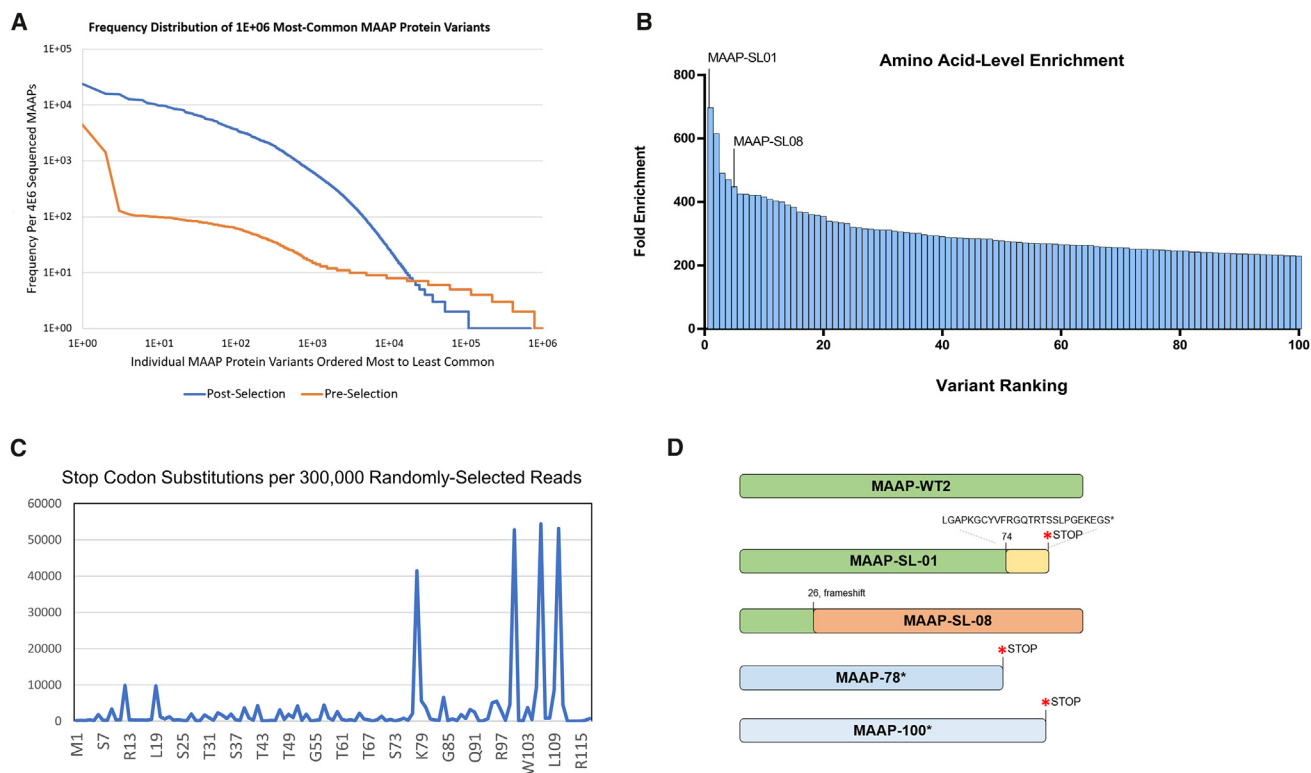 A
Frequency Distribution of 1E+06 Most-Common MAAP Protein Variants
Frequency Per 4E6 Sequenced MAAPs
1E+05
1E+04
1E+03
1E+02
1E+01
1E+00
1E+00 1E+01 1E+02 1E+03 1E+04 1E+05 1E+06
Individual MAAP Protein Variants Ordered Most to Least Common
Post-Selection Pre-Selection
B
MAAP-SL01
Amino Acid-Level Enrichment
MAAP-SL08
Fold Enrichment
800
600
400
200
0
0 20 40 60 80 100
Variant Ranking
C
Stop Codon Substitutions per 300,000 Randomly-Selected Reads
60000
50000
40000
30000
20000
10000
0
M1 S7 R13 L19 S25 T31 S37 T43 T49 G55 T61 T67 S73 K79 G85 Q91 R97 W103 L109 R115
D
MAAP-WT2
LGAPKGCYVFRGQTRTSSLPGEKEGS*
74
*STOP
MAAP-SL-01
26, frameshift
MAAP-SL-08
*STOP
MAAP-78*
*STOP
MAAP-100*